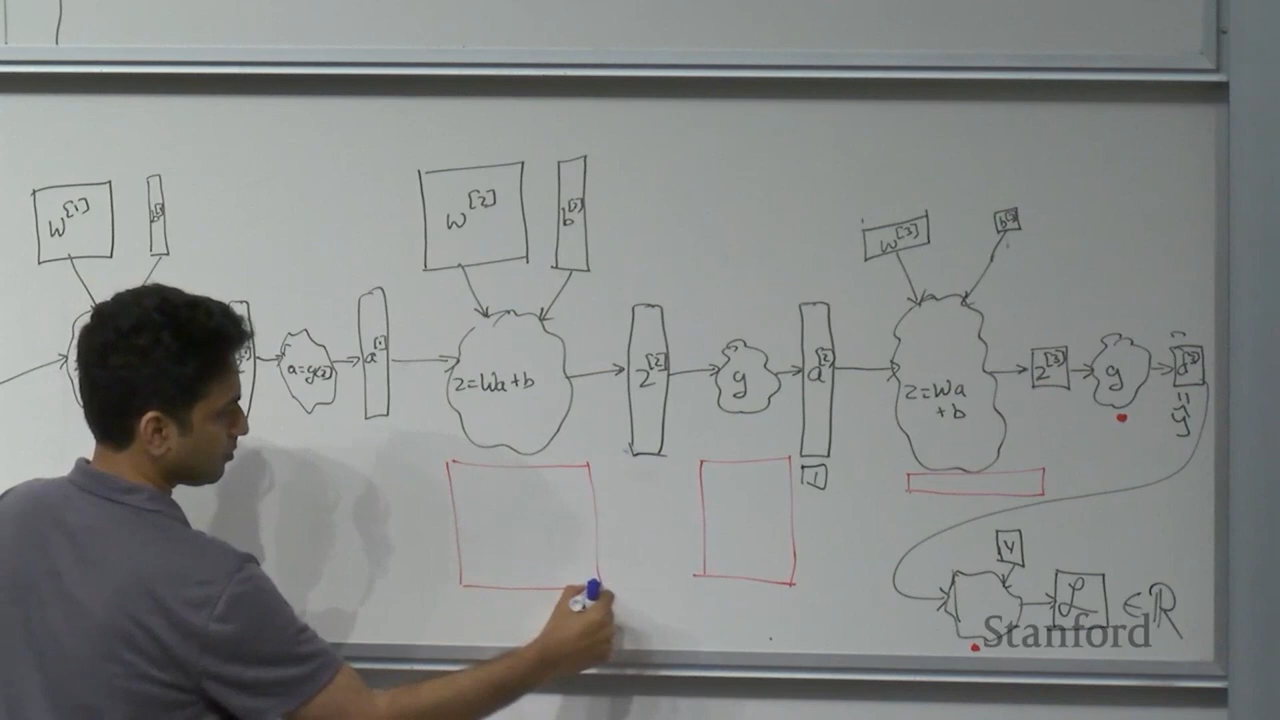 W[1]
W[2]
b[2]
W[3]
b[3]
a=g(z)
a[1]
z=Wa+b
z[2]
g
a[2]
z=Wa
+b
z[3]
g
a[3]
=
ŷ
1
y
L ∈ ℝ
Stanford